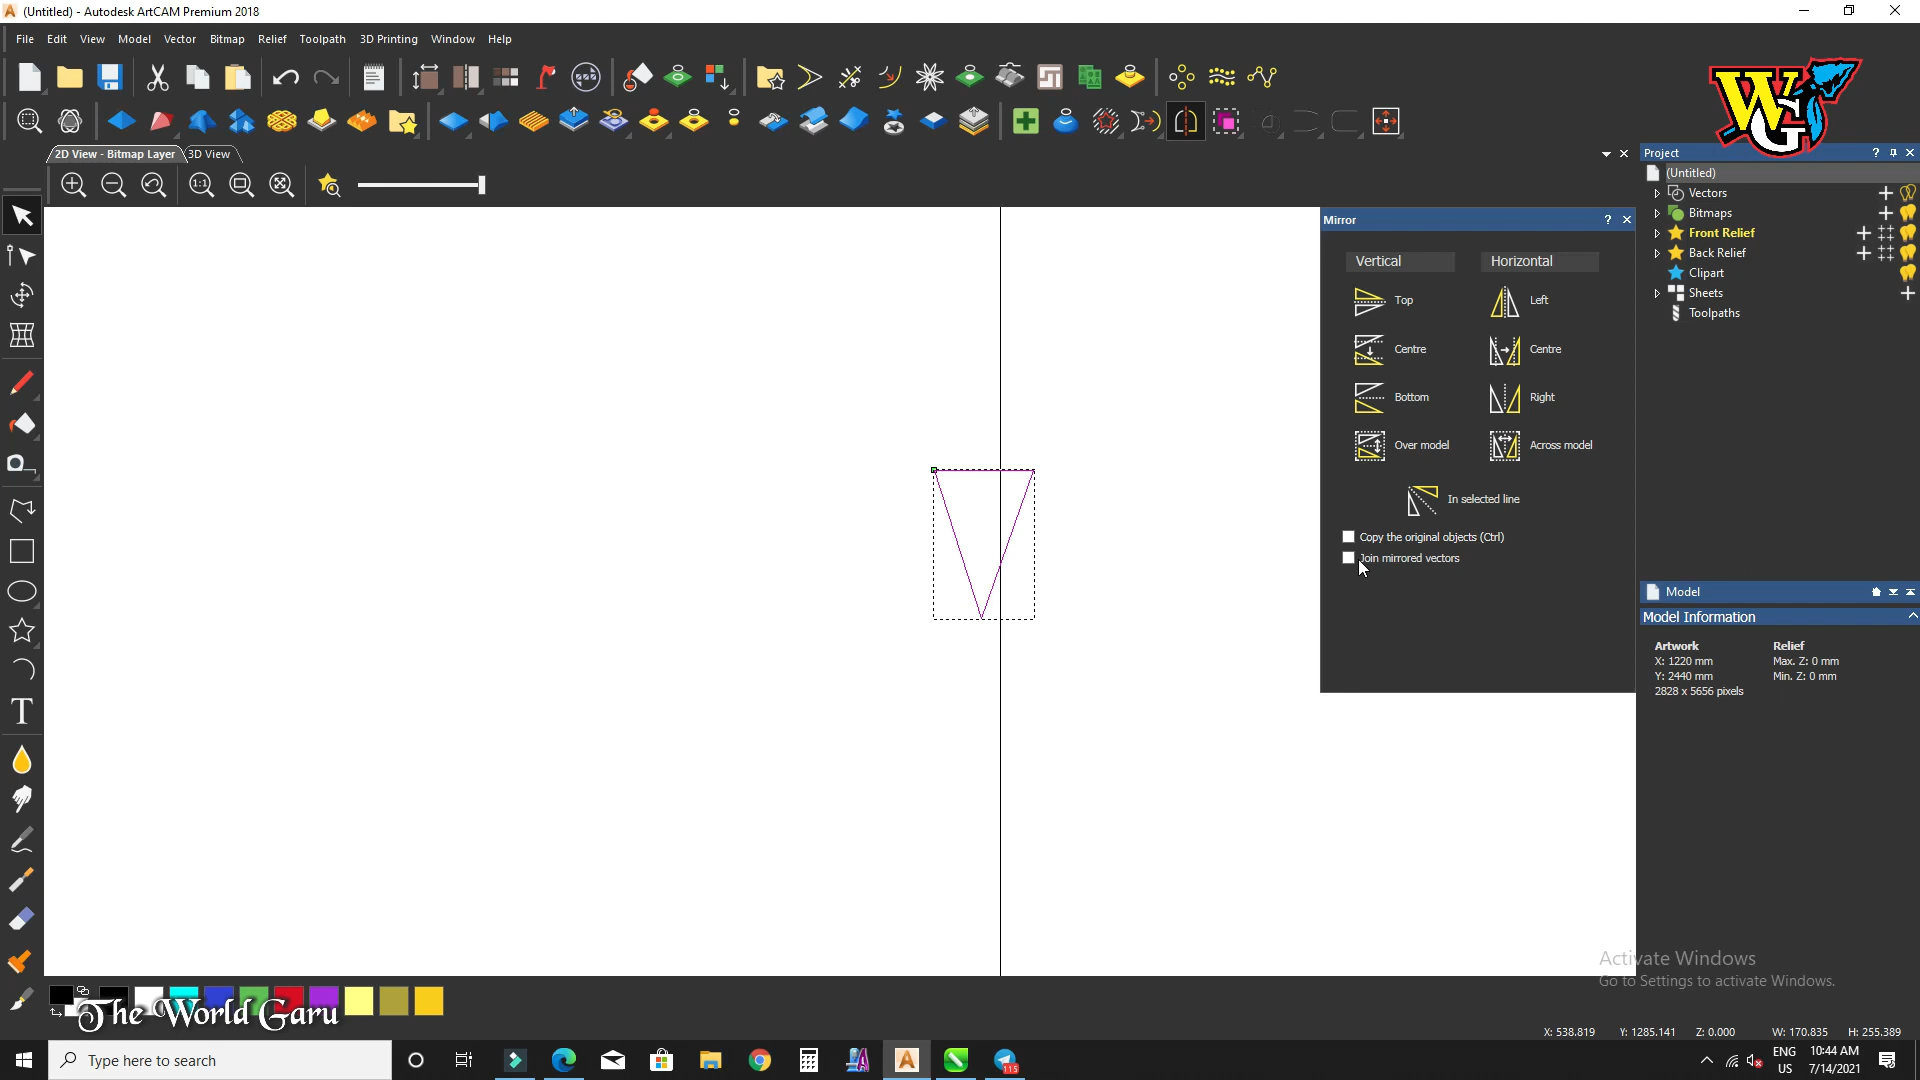 (Untitled) - Autodesk ArtCAM Premium 2018
File Edit View Model Vector Bitmap Relief Toolpath 3D Printing Window Help
WGS
2D View - Bitmap Layer 3D View
1:1
Project
(Untitled)
Vectors
Bitmaps
Front Relief
Back Relief
Clipart
Sheets
Toolpaths
Mirror
Vertical Horizontal
Top Left
Centre Centre
Bottom Right
Over model Across model
In selected line
Copy the original objects (Ctrl)
Join mirrored vectors
Model
Model Information
Artwork Relief
X: 1220 mm Max. Z: 0 mm
Y: 2440 mm Min. Z: 0 mm
2828 x 5656 pixels
Activate Windows
Go to Settings to activate Windows.
The World Garu
X: 538.819 Y: 1285.141 Z: 0.000 W: 170.835 H: 255.389
Type here to search
115
ENG
US
10:44 AM
7/14/2021